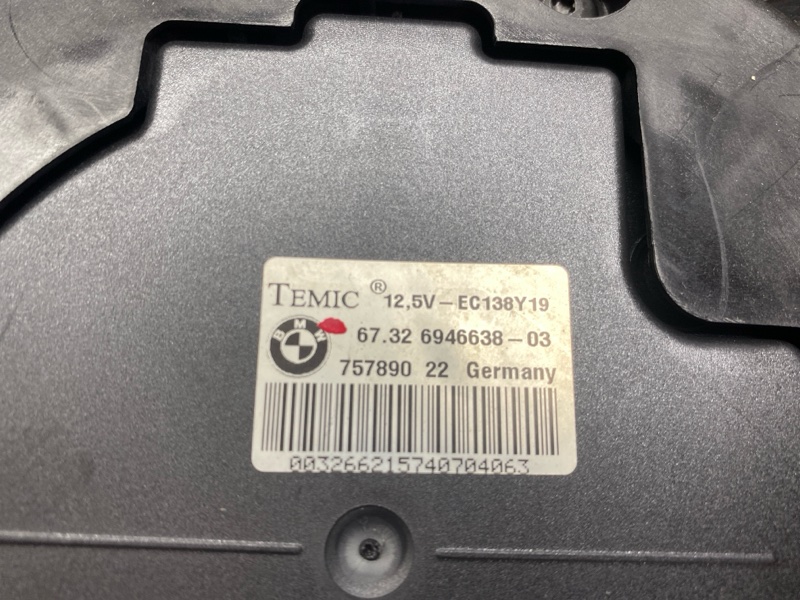 TEMIC ® 12,5V-EC138Y19
BMW 67.32 6946638-03
757890 22 Germany
003266215740704063